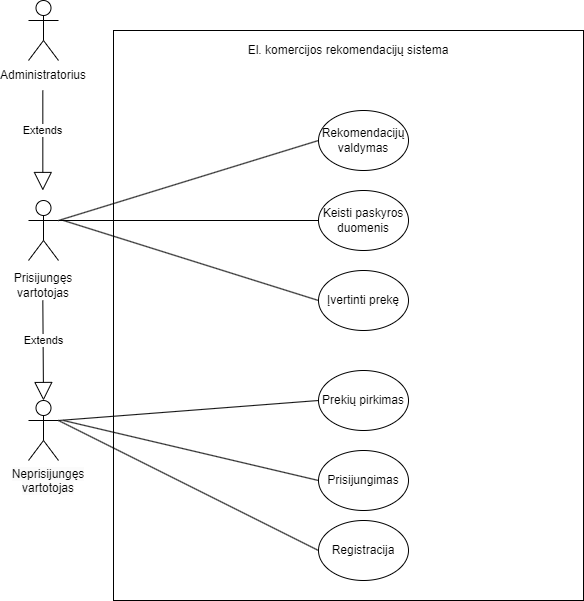 El. komercijos rekomendacijų sistema
Administratorius
Extends
Rekomendacijų
valdymas
Keisti paskyros
duomenis
Prisijungęs
vartotojas
Įvertinti prekę
Extends
Prekių pirkimas
Neprisijungęs
vartotojas
Prisijungimas
Registracija